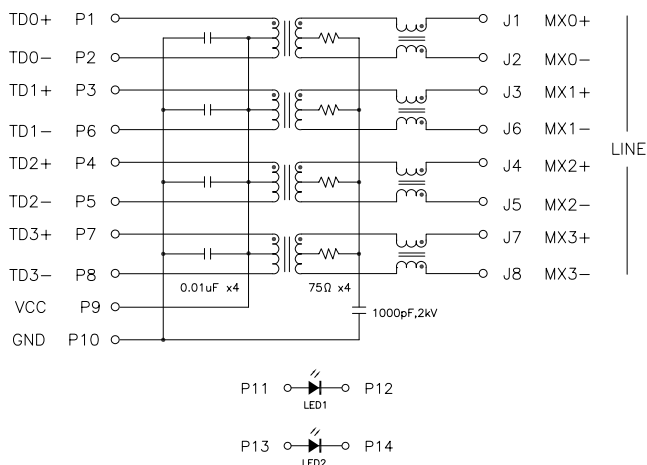 TD0+ P1 J1 MX0+
TD0- P2 J2 MX0-
TD1+ P3 J3 MX1+
TD1- P6 J6 MX1-
LINE
TD2+ P4 J4 MX2+
TD2- P5 J5 MX2-
TD3+ P7 J7 MX3+
TD3- P8 J8 MX3-
0.01uF x4 75Ω x4
VCC P9
1000pF,2kV
GND P10
P11 P12
LED1
P13 P14
LED2